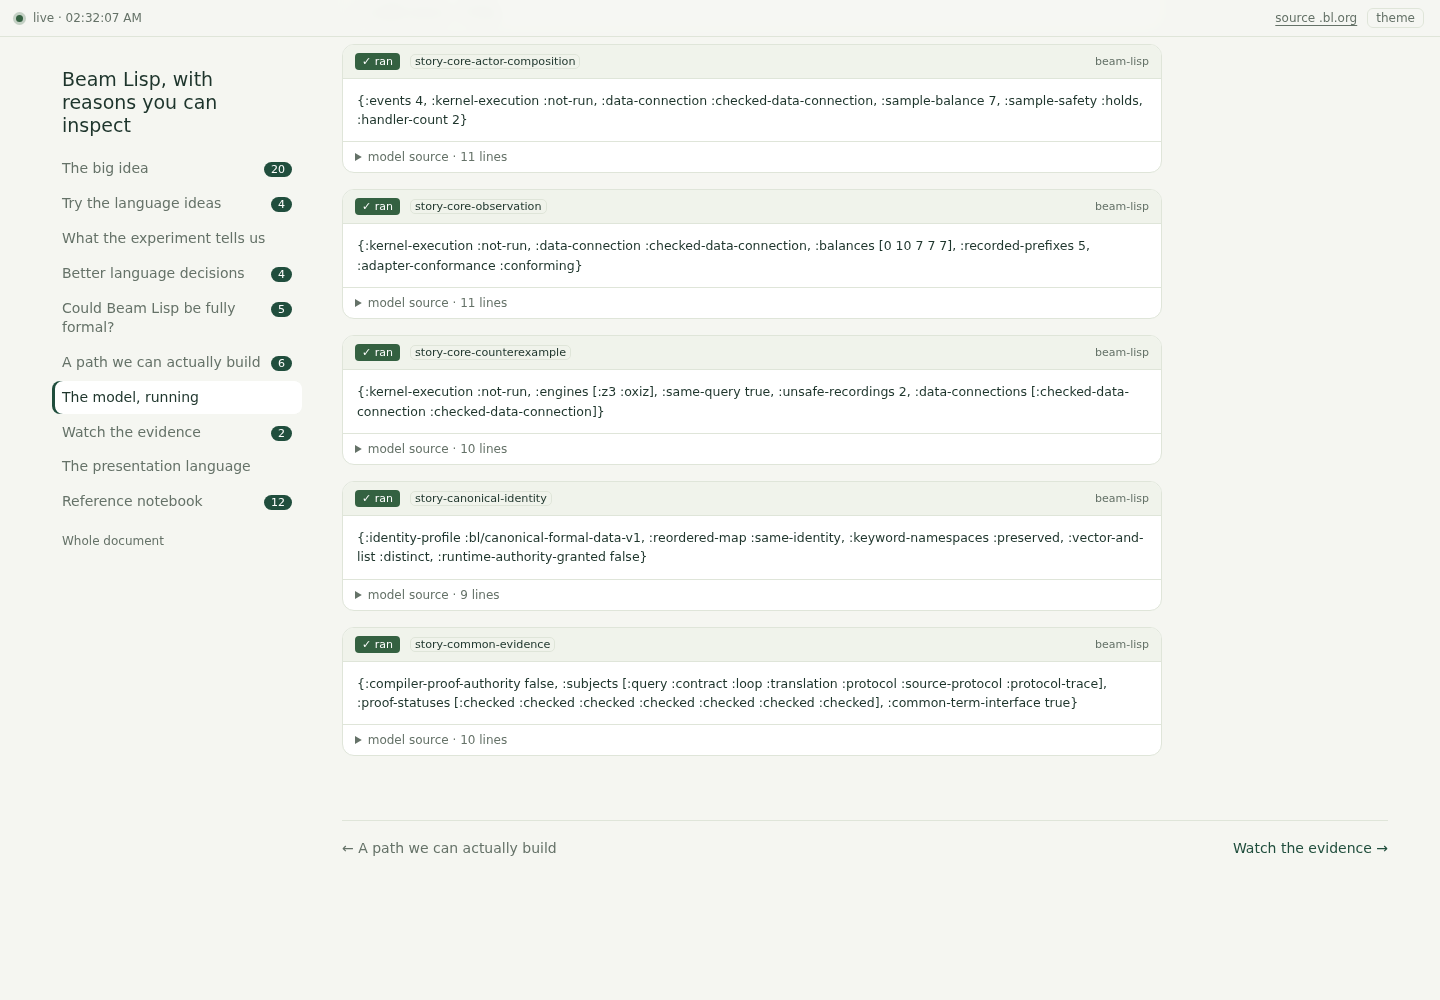 live · 02:32:07 AM
source .bl.org
theme
Beam Lisp, with
reasons you can
inspect
The big idea 20
Try the language ideas 4
What the experiment tells us
Better language decisions 4
Could Beam Lisp be fully 5
formal?
A path we can actually build 6
The model, running
Watch the evidence 2
The presentation language
Reference notebook 12
Whole document
✓ ran story-core-actor-composition beam-lisp
{:events 4, :kernel-execution :not-run, :data-connection :checked-data-connection, :sample-balance 7, :sample-safety :holds,
:handler-count 2}
▶ model source · 11 lines
✓ ran story-core-observation beam-lisp
{:kernel-execution :not-run, :data-connection :checked-data-connection, :balances [0 10 7 7 7], :recorded-prefixes 5,
:adapter-conformance :conforming}
▶ model source · 11 lines
✓ ran story-core-counterexample beam-lisp
{:kernel-execution :not-run, :engines [:z3 :oxiz], :same-query true, :unsafe-recordings 2, :data-connections [:checked-data-
connection :checked-data-connection]}
▶ model source · 10 lines
✓ ran story-canonical-identity beam-lisp
{:identity-profile :bl/canonical-formal-data-v1, :reordered-map :same-identity, :keyword-namespaces :preserved, :vector-and-
list :distinct, :runtime-authority-granted false}
▶ model source · 9 lines
✓ ran story-common-evidence beam-lisp
{:compiler-proof-authority false, :subjects [:query :contract :loop :translation :protocol :source-protocol :protocol-trace],
:proof-statuses [:checked :checked :checked :checked :checked :checked :checked], :common-term-interface true}
▶ model source · 10 lines
← A path we can actually build
Watch the evidence →